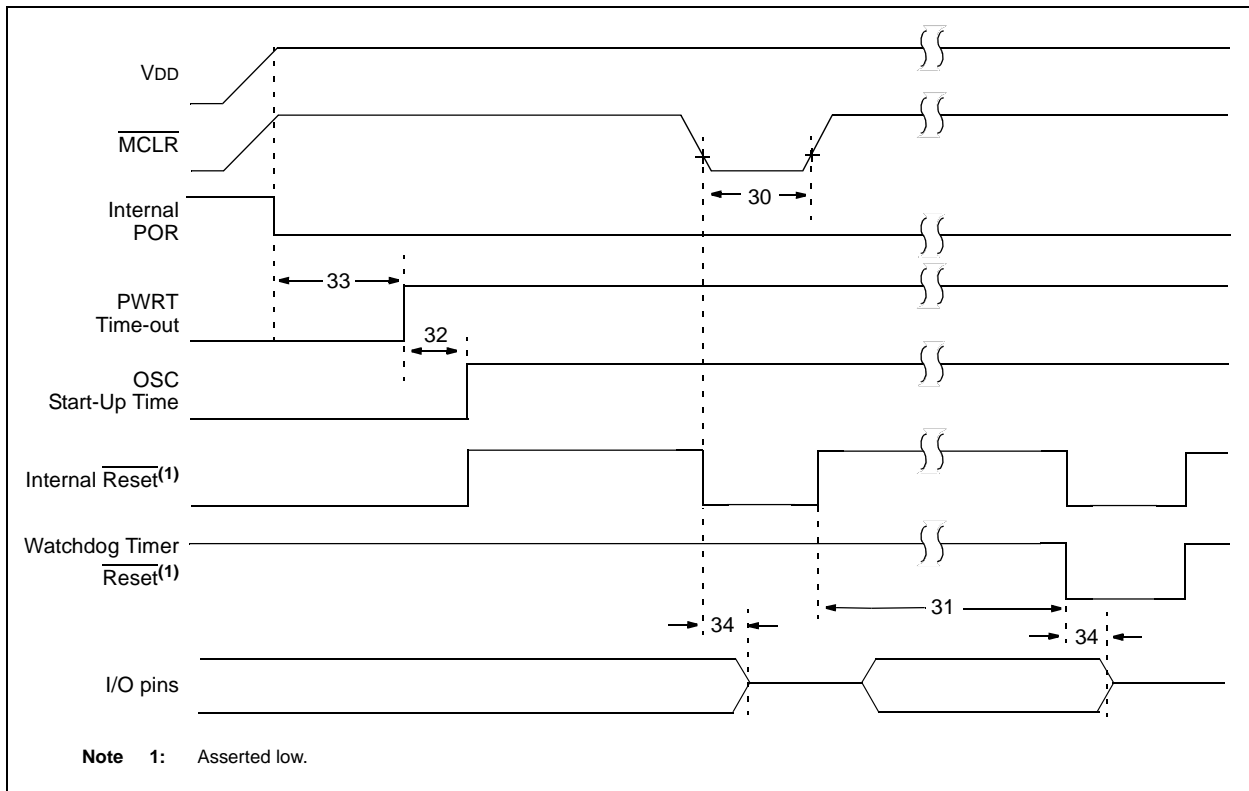 VDD
MCLR
30
Internal
POR
33
PWRT
Time-out
32
OSC
Start-Up Time
Internal Reset(1)
Watchdog Timer
Reset(1)
31
34
34
I/O pins
Note 1: Asserted low.